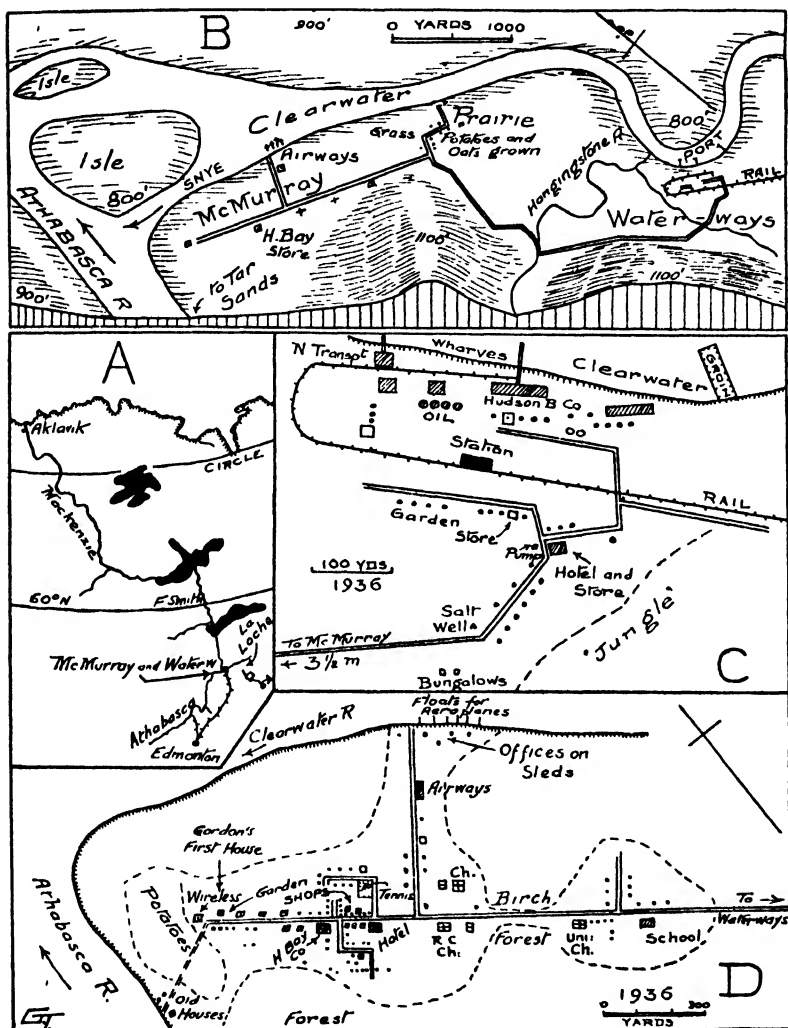 B
900'
0 YARDS 1000
Isle
Isle
800'
SNYE
ATHABASCA R
900'
Clearwater
McMurray
Airways
Grass
Prairie
Potatoes and
Oats grown
H. Bay
Store
to Tar
Sands
1100'
Hangingstone R.
800'
PORT
RAIL
Water-ways
1100'
A
Aklavik
CIRCLE
Mackenzie
60°N
F. Smith
La
Loche
McMurray and Waterw
Athabasca
Edmonton
N Transpt
Wharves
Clearwater
GROIN
Hudson B Co
OIL
Station
RAIL
Garden
Store
Pump
Hotel and
Store
100 YDS
1936
Salt
Well
To McMurray
← 3½ m
Bungalows
'Jungle'
C
Clearwater R
Floats for
Aeroplanes
Offices on
Sleds
Airways
Gordon's
First House
Potatoes
Wireless
Garden
SHOPS
Tennis
Ch.
Birch
To
Waterways
H Bay
Co
Hotel
R C
Ch.
Forest
Uni
Ch.
School
Athabasca
R.
Old
Houses
Forest
1936
0 300
YARDS
D
GT